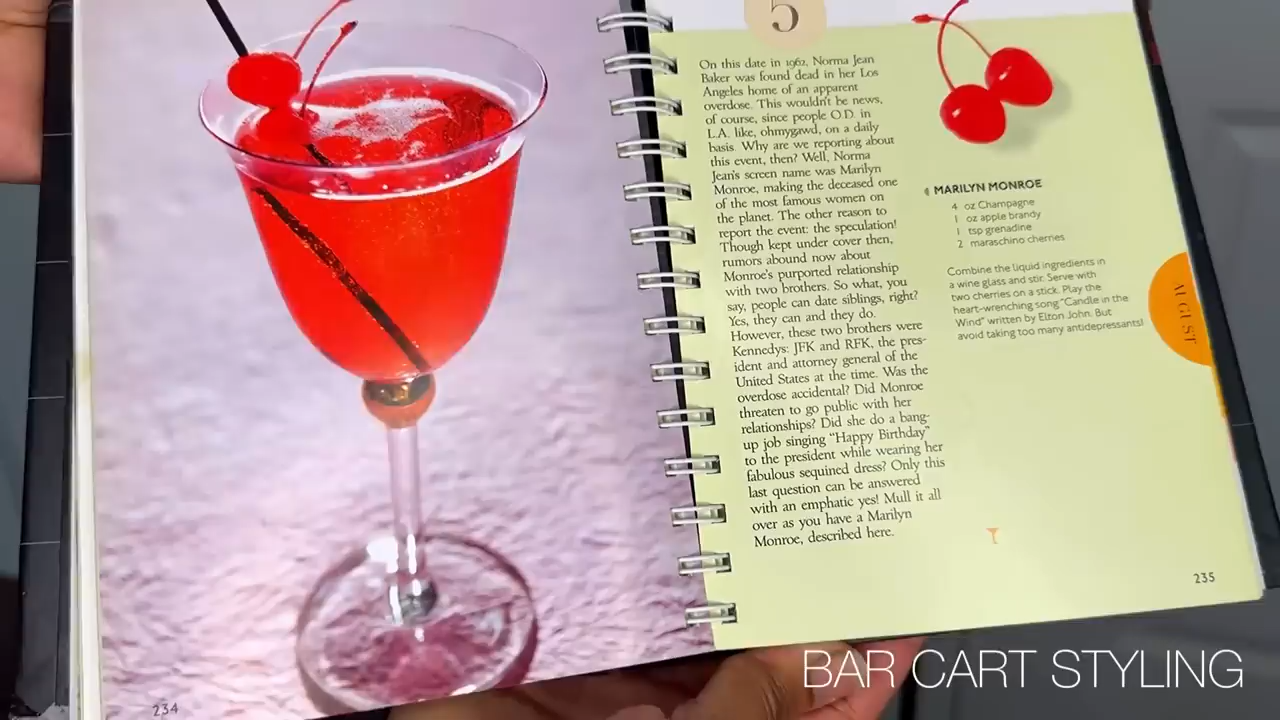 5
On this date in 1962, Norma Jean
Baker was found dead in her Los
Angeles home of an apparent
overdose. This wouldn't be news,
of course, since people O.D. in
L.A. like, ohmygawd, on a daily
basis. Why are we reporting about
this event, then? Well, Norma
Jean's screen name was Marilyn
Monroe, making the deceased one
of the most famous women on
the planet. The other reason to
report the event: the speculation!
Though kept under cover then,
rumors abound now about
Monroe's purported relationship
with two brothers. So what, you
say, people can date siblings, right?
Yes, they can and they do.
However, these two brothers were
Kennedys: JFK and RFK, the pres-
ident and attorney general of the
United States at the time. Was the
overdose accidental? Did Monroe
threaten to go public with her
relationships? Did she do a bang-
up job singing "Happy Birthday"
to the president while wearing her
fabulous sequined dress? Only this
last question can be answered
with an emphatic yes! Mull it all
over as you have a Marilyn
Monroe, described here.
MARILYN MONROE
4 oz Champagne
1 oz apple brandy
1 tsp grenadine
2 maraschino cherries
Combine the liquid ingredients in
a wine glass and stir. Serve with
two cherries on a stick. Play the
heart-wrenching song "Candle in the
Wind" written by Elton John. But
avoid taking too many antidepressants!
AUGUST
234
235
BAR CART STYLING